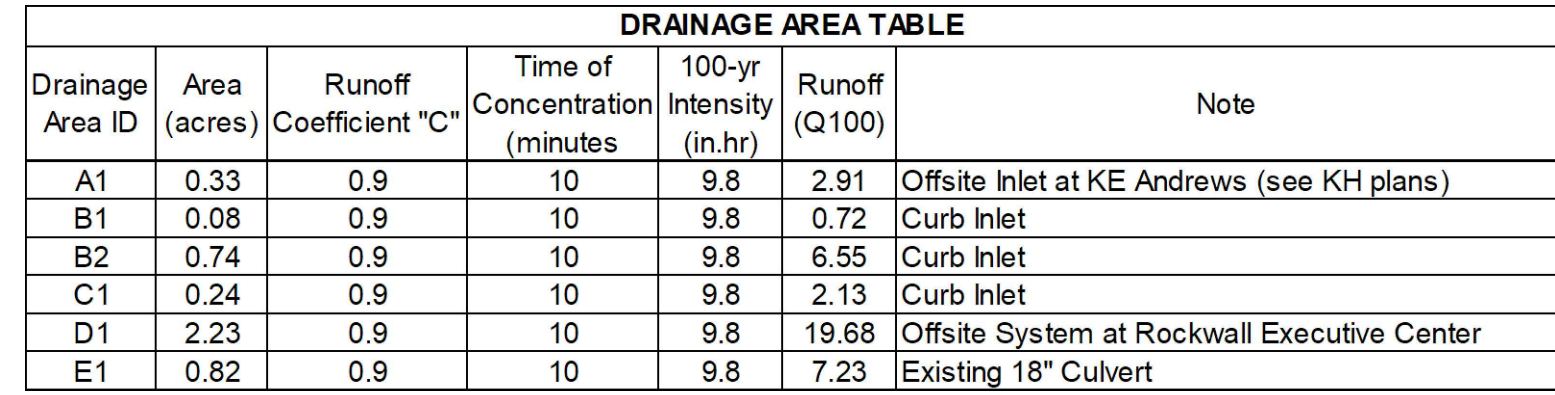 DRAINAGE AREA TABLE
Drainage Area ID | Area (acres) | Runoff Coefficient "C" | Time of Concentration (minutes | 100-yr Intensity (in.hr) | Runoff (Q100) | Note
A1 | 0.33 | 0.9 | 10 | 9.8 | 2.91 | Offsite Inlet at KE Andrews (see KH plans)
B1 | 0.08 | 0.9 | 10 | 9.8 | 0.72 | Curb Inlet
B2 | 0.74 | 0.9 | 10 | 9.8 | 6.55 | Curb Inlet
C1 | 0.24 | 0.9 | 10 | 9.8 | 2.13 | Curb Inlet
D1 | 2.23 | 0.9 | 10 | 9.8 | 19.68 | Offsite System at Rockwall Executive Center
E1 | 0.82 | 0.9 | 10 | 9.8 | 7.23 | Existing 18" Culvert